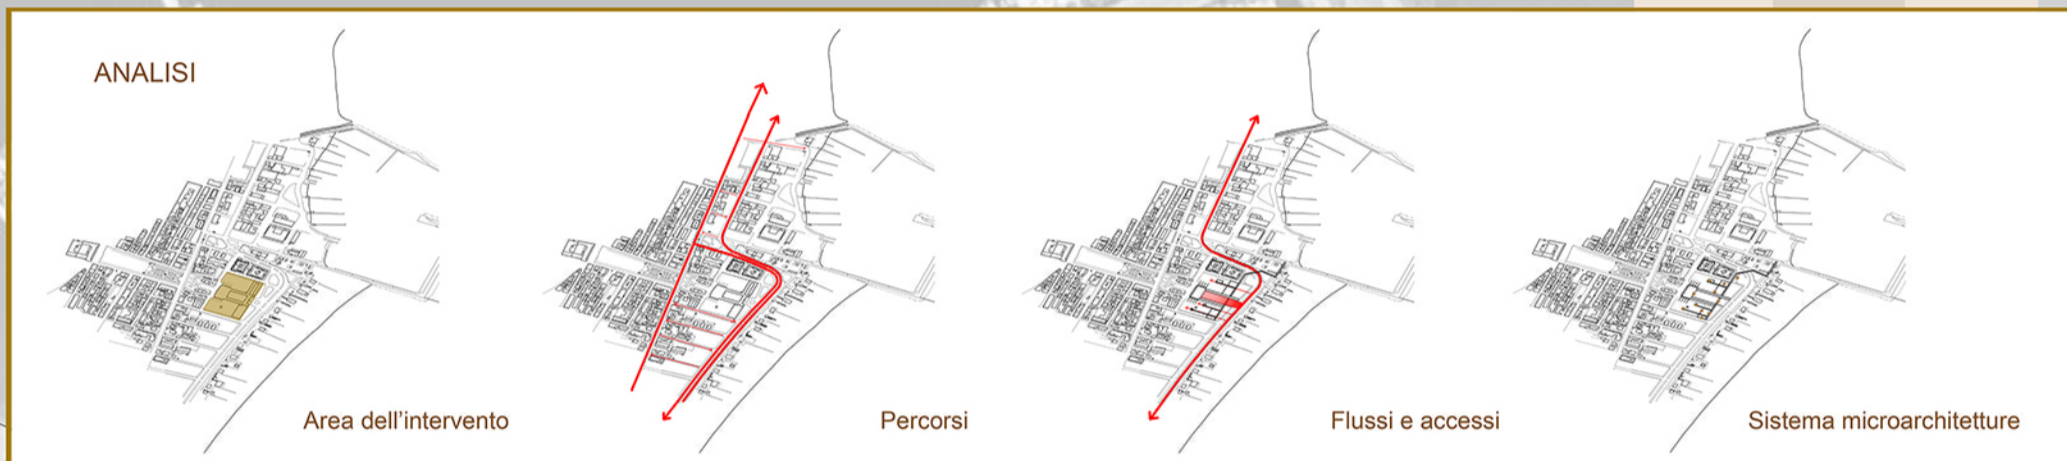 ANALISI
Area dell’intervento
Percorsi
Flussi e accessi
Sistema microarchitetture